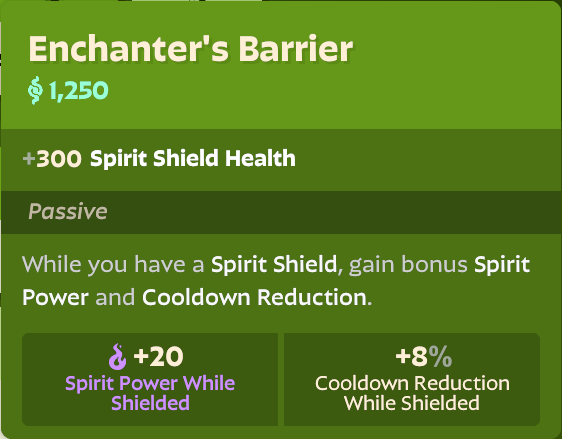 Enchanter's Barrier
1,250
+300 Spirit Shield Health
Passive
While you have a Spirit Shield, gain bonus Spirit
Power and Cooldown Reduction.
+20
Spirit Power While
Shielded
+8%
Cooldown Reduction
While Shielded